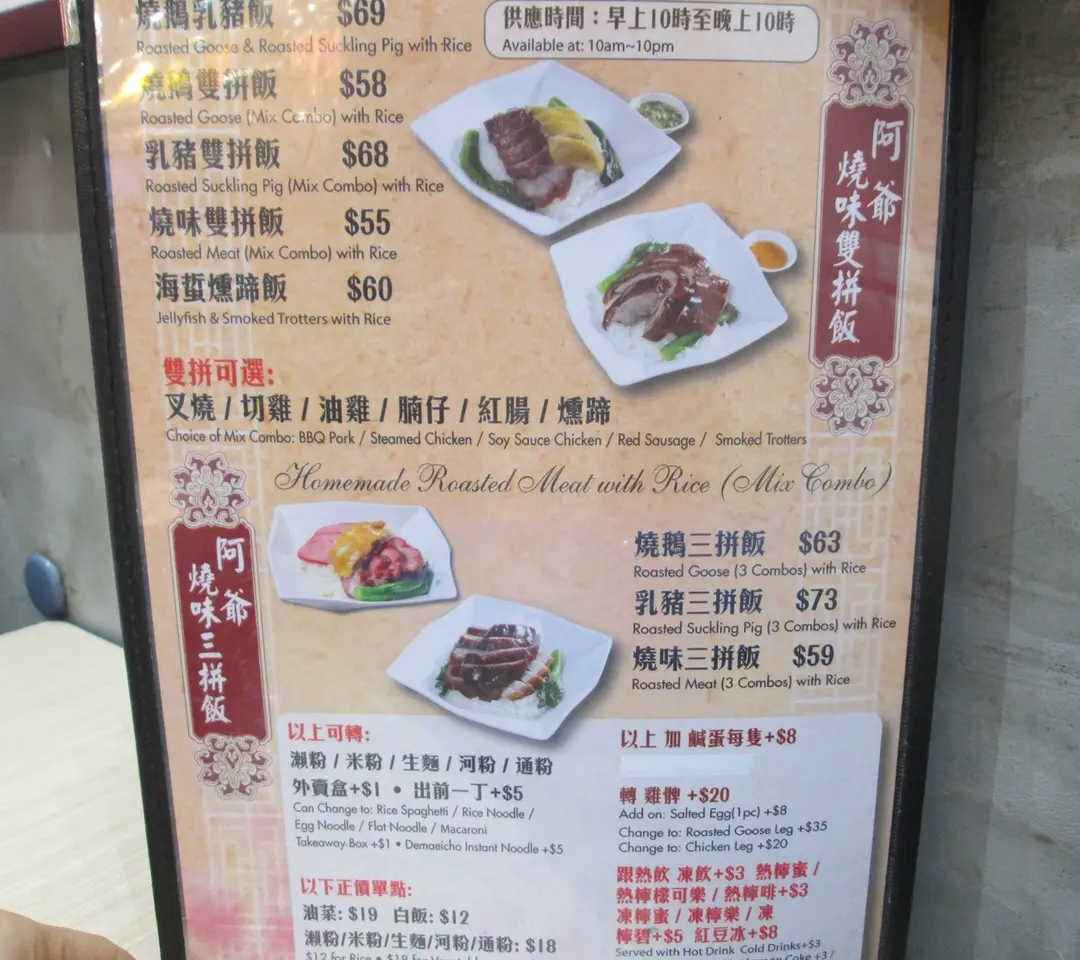 燒鵝乳豬飯 $69
Roasted Goose & Roasted Suckling Pig with Rice
供應時間：早上10時至晚上10時
Available at: 10am~10pm
燒鵝雙拼飯 $58
Roasted Goose (Mix Combo) with Rice
乳豬雙拼飯 $68
Roasted Suckling Pig (Mix Combo) with Rice
燒味雙拼飯 $55
Roasted Meat (Mix Combo) with Rice
海蜇燻蹄飯 $60
Jellyfish & Smoked Trotters with Rice
阿爺
燒味雙拼飯
雙拼可選:
叉燒 / 切雞 / 油雞 / 腩仔 / 紅腸 / 燻蹄
Choice of Mix Combo: BBQ Pork / Steamed Chicken / Soy Sauce Chicken / Red Sausage / Smoked Trotters
Homemade Roasted Meat with Rice (Mix Combo)
阿爺
燒味三拼飯
燒鵝三拼飯 $63
Roasted Goose (3 Combos) with Rice
乳豬三拼飯 $73
Roasted Suckling Pig (3 Combos) with Rice
燒味三拼飯 $59
Roasted Meat (3 Combos) with Rice
以上可轉:
瀨粉 / 米粉 / 生麵 / 河粉 / 通粉
外賣盒+$1 • 出前一丁+$5
Can Change to: Rice Spaghetti / Rice Noodle /
Egg Noodle / Flat Noodle / Macaroni
Takeaway Box +$1 • Demaeicho Instant Noodle +$5
以下正價單點:
油菜: $19 白飯: $12
瀨粉/米粉/生麵/河粉/通粉: $18
$12 for Rice • $19 for
以上 加 鹹蛋每隻+$8
轉 雞髀 +$20
Add on: Salted Egg(1pc) +$8
Change to: Roasted Goose Leg +$35
Change to: Chicken Leg +$20
跟熱飲 凍飲+$3 熱檸蜜 /
熱檸檬可樂 / 熱檸啡+$3
凍檸蜜 / 凍檸樂 / 凍
檸碧+$5 紅豆冰+$8
Served with Hot Drink Cold Drinks+$3
Coke +3 /